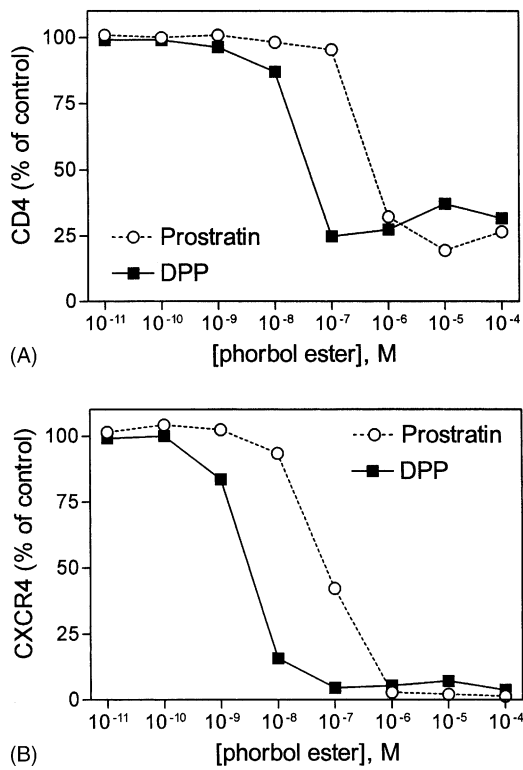 CD4 (% of control)
100
75
50
25
0
Prostratin
DPP
10-11 10-10 10-9 10-8 10-7 10-6 10-5 10-4
[phorbol ester], M
(A)
CXCR4 (% of control)
100
75
50
25
0
Prostratin
DPP
10-11 10-10 10-9 10-8 10-7 10-6 10-5 10-4
[phorbol ester], M
(B)